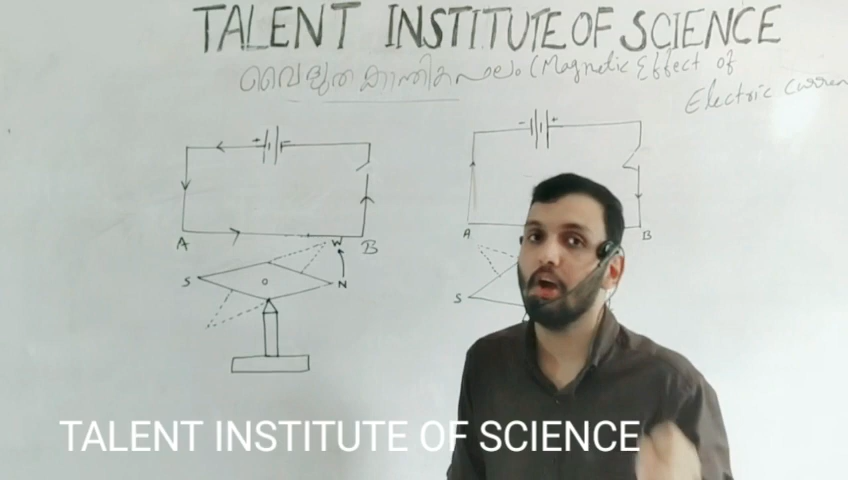 TALENT INSTITUTE OF SCIENCE
വൈദ്യുത കാന്തിക ഫലം (Magnetic Effect of
Electric Curren
- +
- +
A
B
W
S
N
A
B
S
TALENT INSTITUTE OF SCIENCE